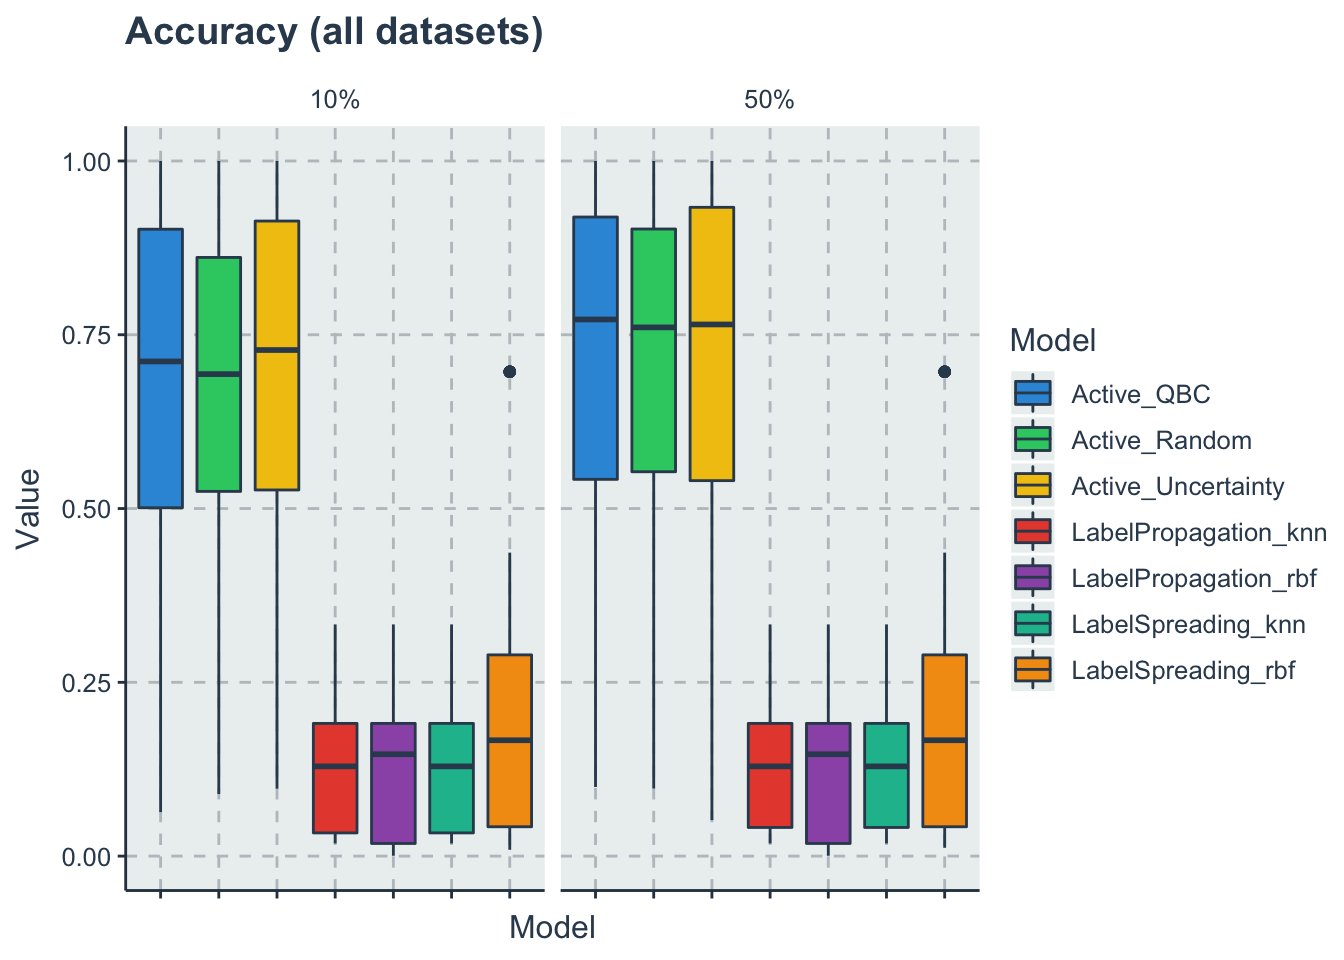 Accuracy (all datasets)
10%
50%
1.00
0.75
0.50
0.25
0.00
Value
Model
Model
Active_QBC
Active_Random
Active_Uncertainty
LabelPropagation_knn
LabelPropagation_rbf
LabelSpreading_knn
LabelSpreading_rbf